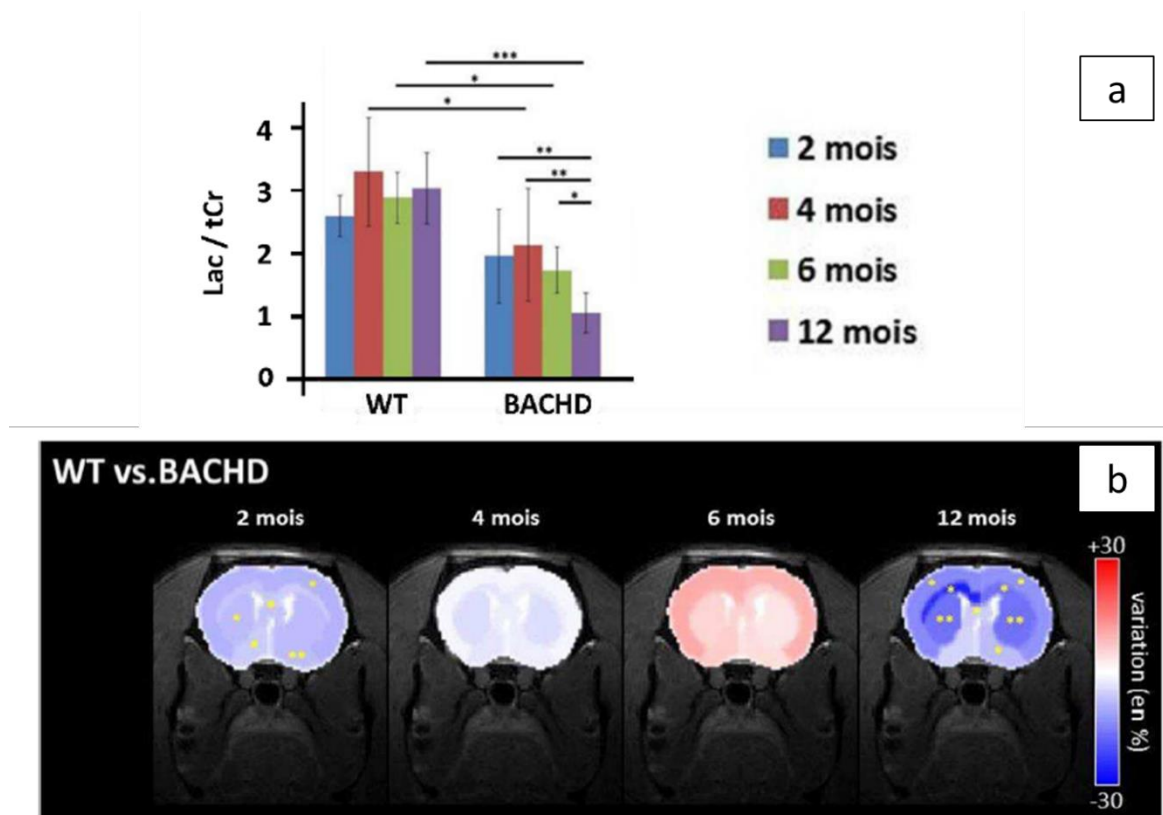 a
***
*
*
**
**
*
4
3
2
1
0
Lac / tCr
WT
BACHD
2 mois
4 mois
6 mois
12 mois
WT vs.BACHD
b
2 mois
4 mois
6 mois
12 mois
+30
variation (en %)
-30